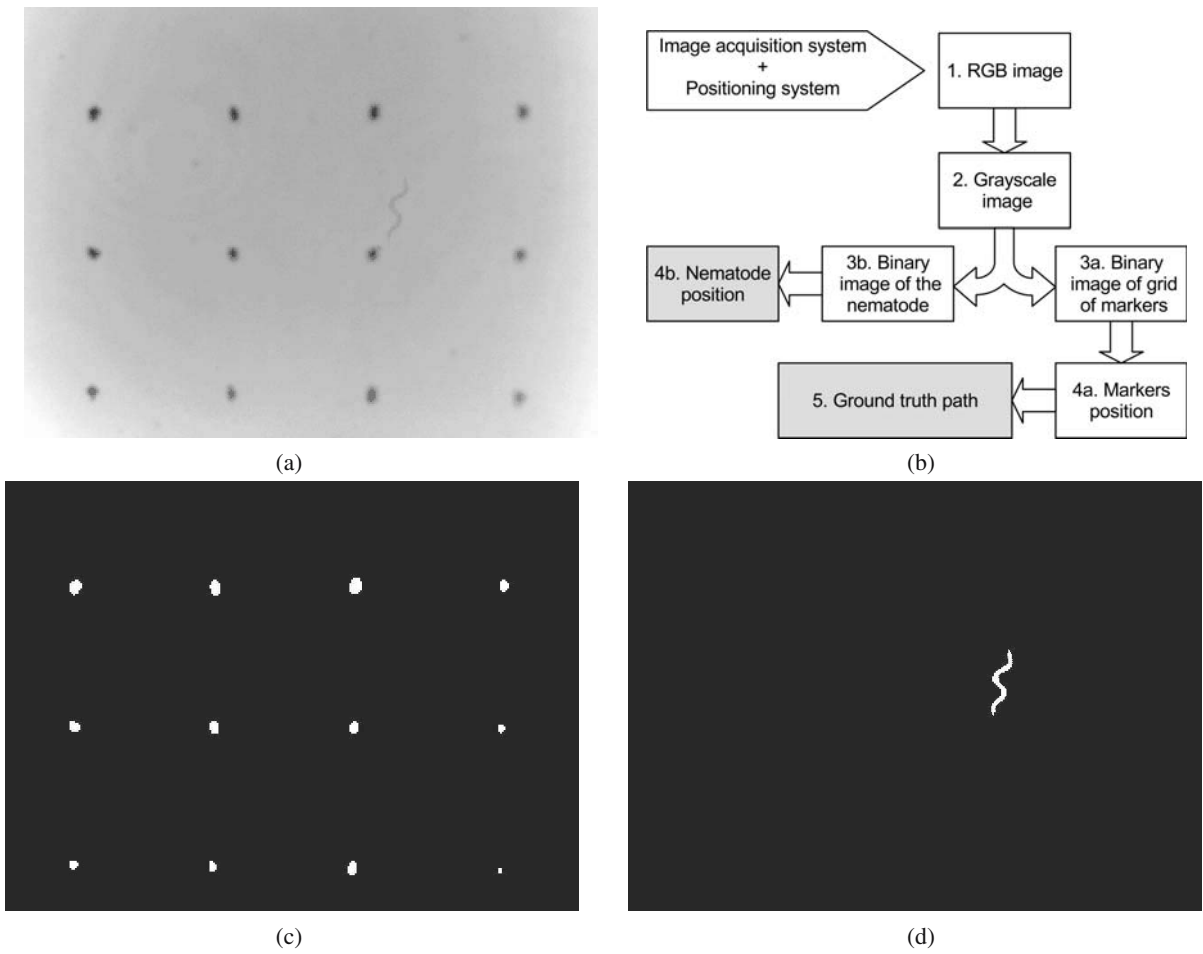 Image acquisition system
+
Positioning system
1. RGB image
2. Grayscale
image
4b. Nematode
position
3b. Binary
image of the
nematode
3a. Binary
image of grid
of markers
5. Ground truth path
4a. Markers
position
(a)
(b)
(c)
(d)